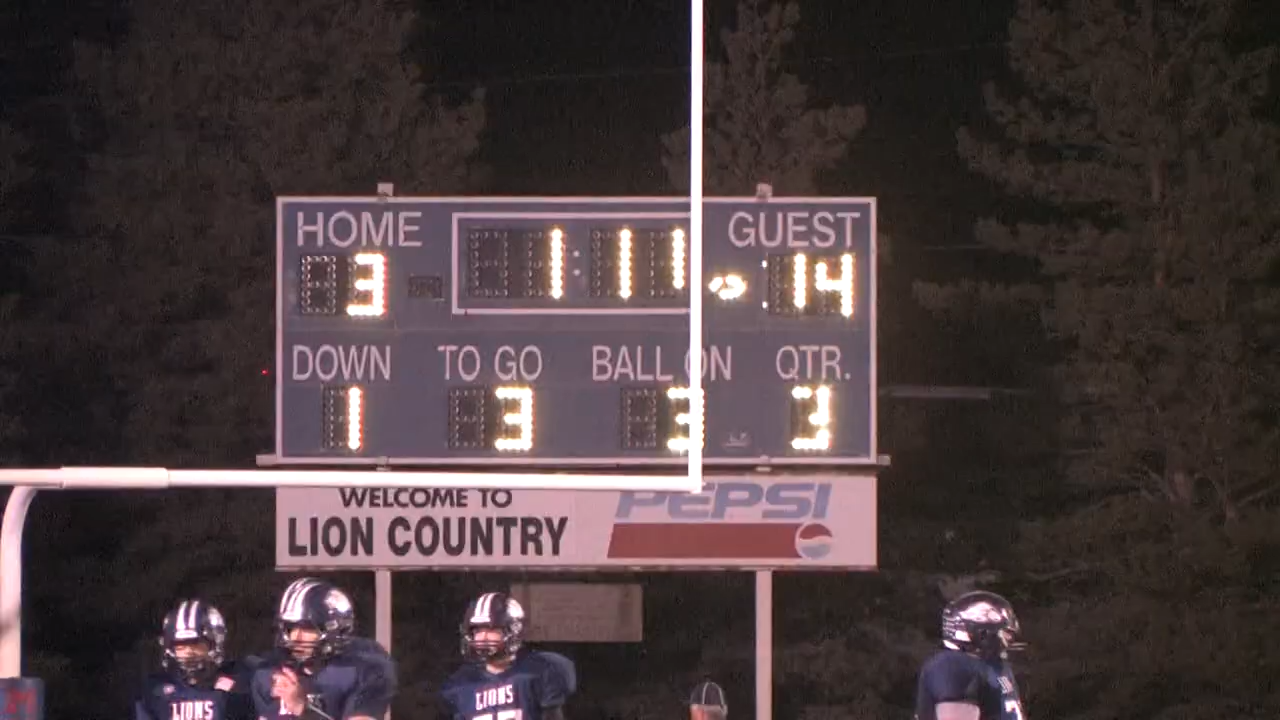 HOME GUEST
3 1:11 14
DOWN TO GO BALL ON QTR.
1 3 3 3
WELCOME TO
LION COUNTRY
PEPSI
LIONS
LIONS